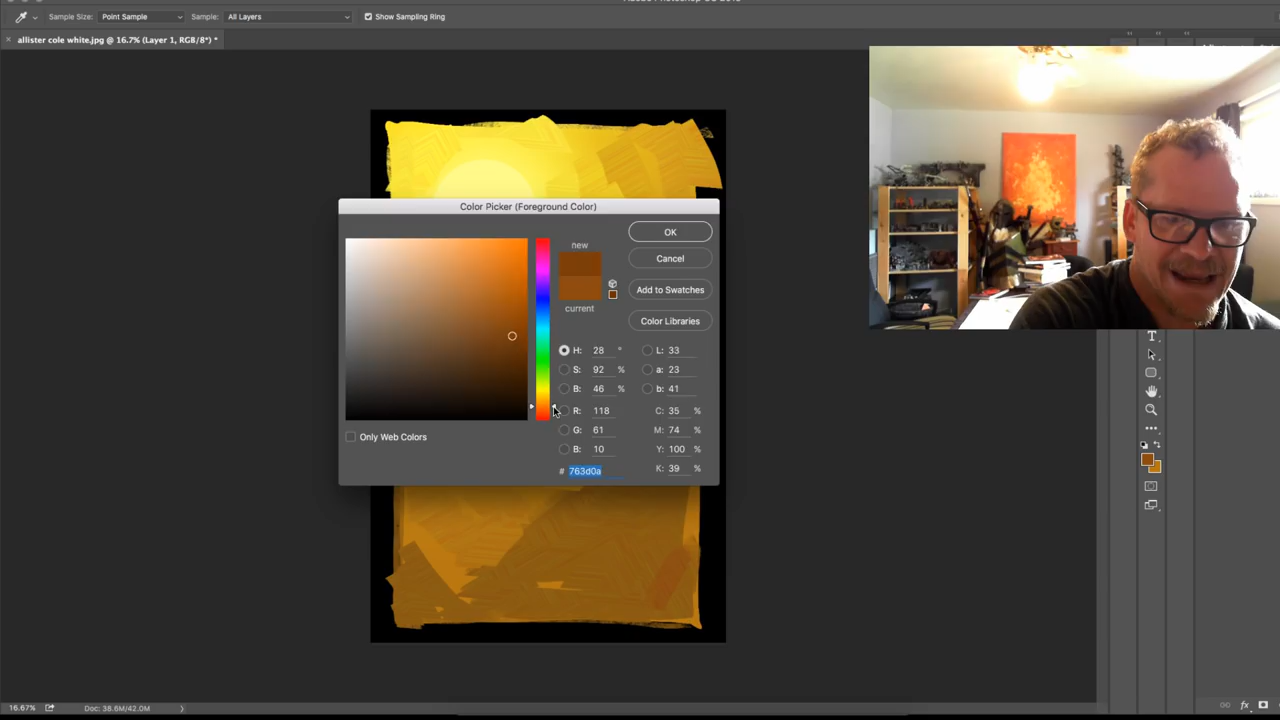 Sample Size: Point Sample Sample: All Layers Show Sampling Ring
× allister cole white.jpg @ 16.7% (Layer 1, RGB/8*) *
Color Picker (Foreground Color)
new
current
OK
Cancel
Add to Swatches
Color Libraries
H: 28 ° L: 33
S: 92 % a: 23
B: 46 % b: 41
R: 118 C: 35 %
G: 61 M: 74 %
B: 10 Y: 100 %
# 763d0a K: 39 %
Only Web Colors
16.67% Doc: 38.6M/42.0M
fx